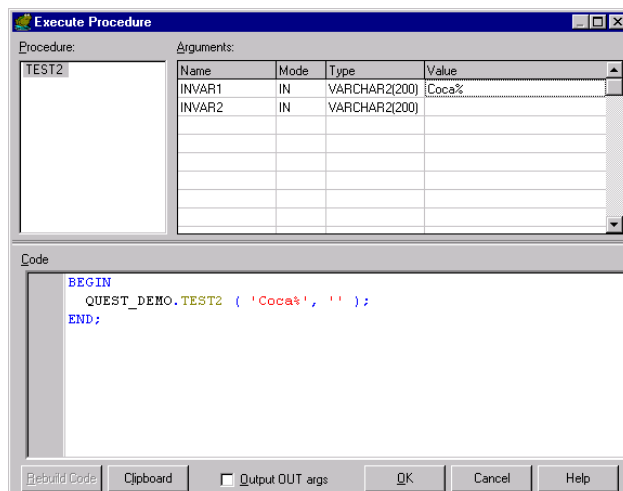 Execute Procedure
Procedure: Arguments:
TEST2
Name Mode Type Value
INVAR1 IN VARCHAR2(200) Coca%
INVAR2 IN VARCHAR2(200)
Code
BEGIN
QUEST_DEMO.TEST2 ( 'Coca%', '' );
END;
Rebuild Code Clipboard Output OUT args OK Cancel Help